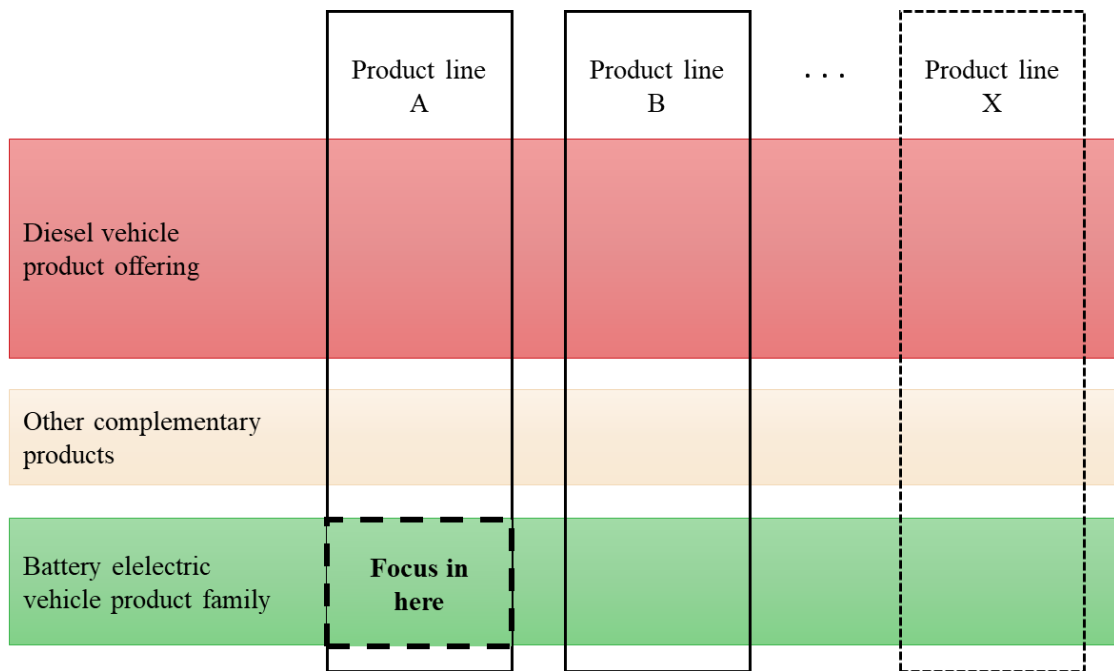 Product line
A
Product line
B
. . .
Product line
X
Diesel vehicle
product offering
Other complementary
products
Battery elelectric
vehicle product family
Focus in
here